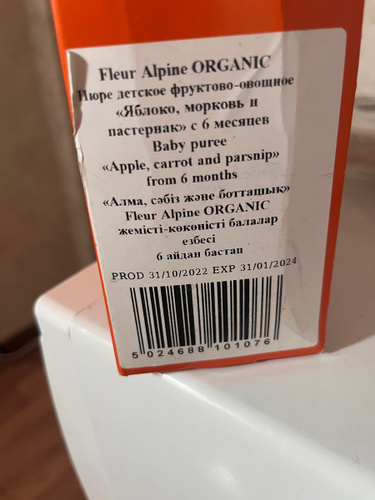 Fleur Alpine ORGANIC
Пюре детское фруктово-овощное
«Яблоко, морковь и
пастернак» с 6 месяцев
Baby puree
«Apple, carrot and parsnip»
from 6 months
«Алма, сәбіз және ботташық»
Fleur Alpine ORGANIC
жемісті-көкөністі балалар
езбесі
6 айдан бастап
PROD 31/10/2022 EXP 31/01/2024
5 024688 101076